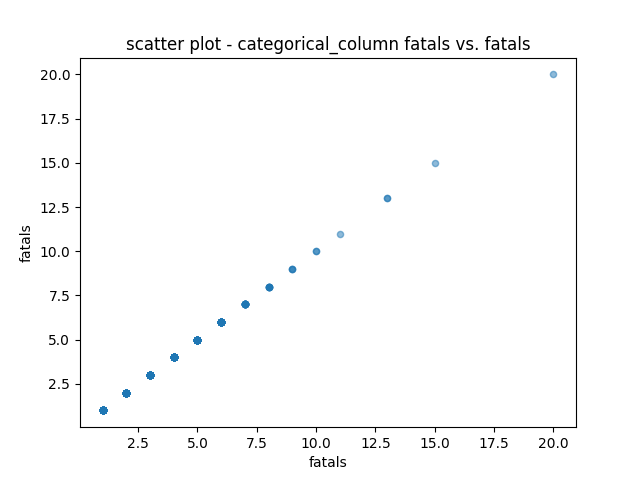 scatter plot - categorical_column fatals vs. fatals
20.0
17.5
15.0
12.5
10.0
7.5
5.0
2.5
fatals
2.5 5.0 7.5 10.0 12.5 15.0 17.5 20.0
fatals